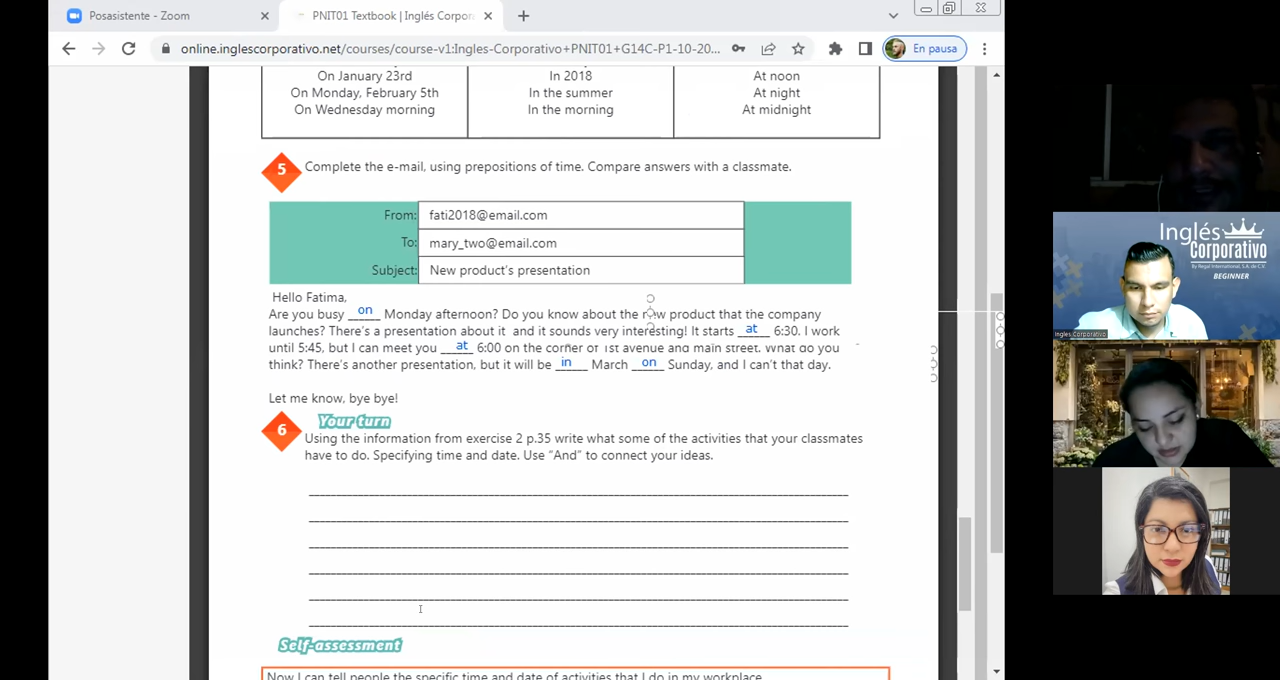 Posasistente - Zoom
PNIT01 Textbook | Inglés Corpor
online.inglescorporativo.net/courses/course-v1:Ingles-Corporativo+PNIT01+G14C-P1-10-20...
En pausa
On January 23rd
In 2018
At noon
On Monday, February 5th
In the summer
At night
On Wednesday morning
In the morning
At midnight
5 Complete the e-mail, using prepositions of time. Compare answers with a classmate.
From: fati2018@email.com
To: mary_two@email.com
Subject: New product's presentation
Hello Fatima,
Are you busy on Monday afternoon? Do you know about the new product that the company
launches? There's a presentation about it and it sounds very interesting! It starts at 6:30. I work
until 5:45, but I can meet you at 6:00 on the corner of 1st avenue and main street. What do you
think? There's another presentation, but it will be in March on Sunday, and I can't that day.
Let me know, bye bye!
6 Your turn
Using the information from exercise 2 p.35 write what some of the activities that your classmates
have to do. Specifying time and date. Use “And” to connect your ideas.
Self-assessment
Now I can tell people the specific time and date of activities that I do in my workplace
Inglés
Corporativo
By Regal International, S.A. de C.V.
BEGINNER
Ingles Corporativo